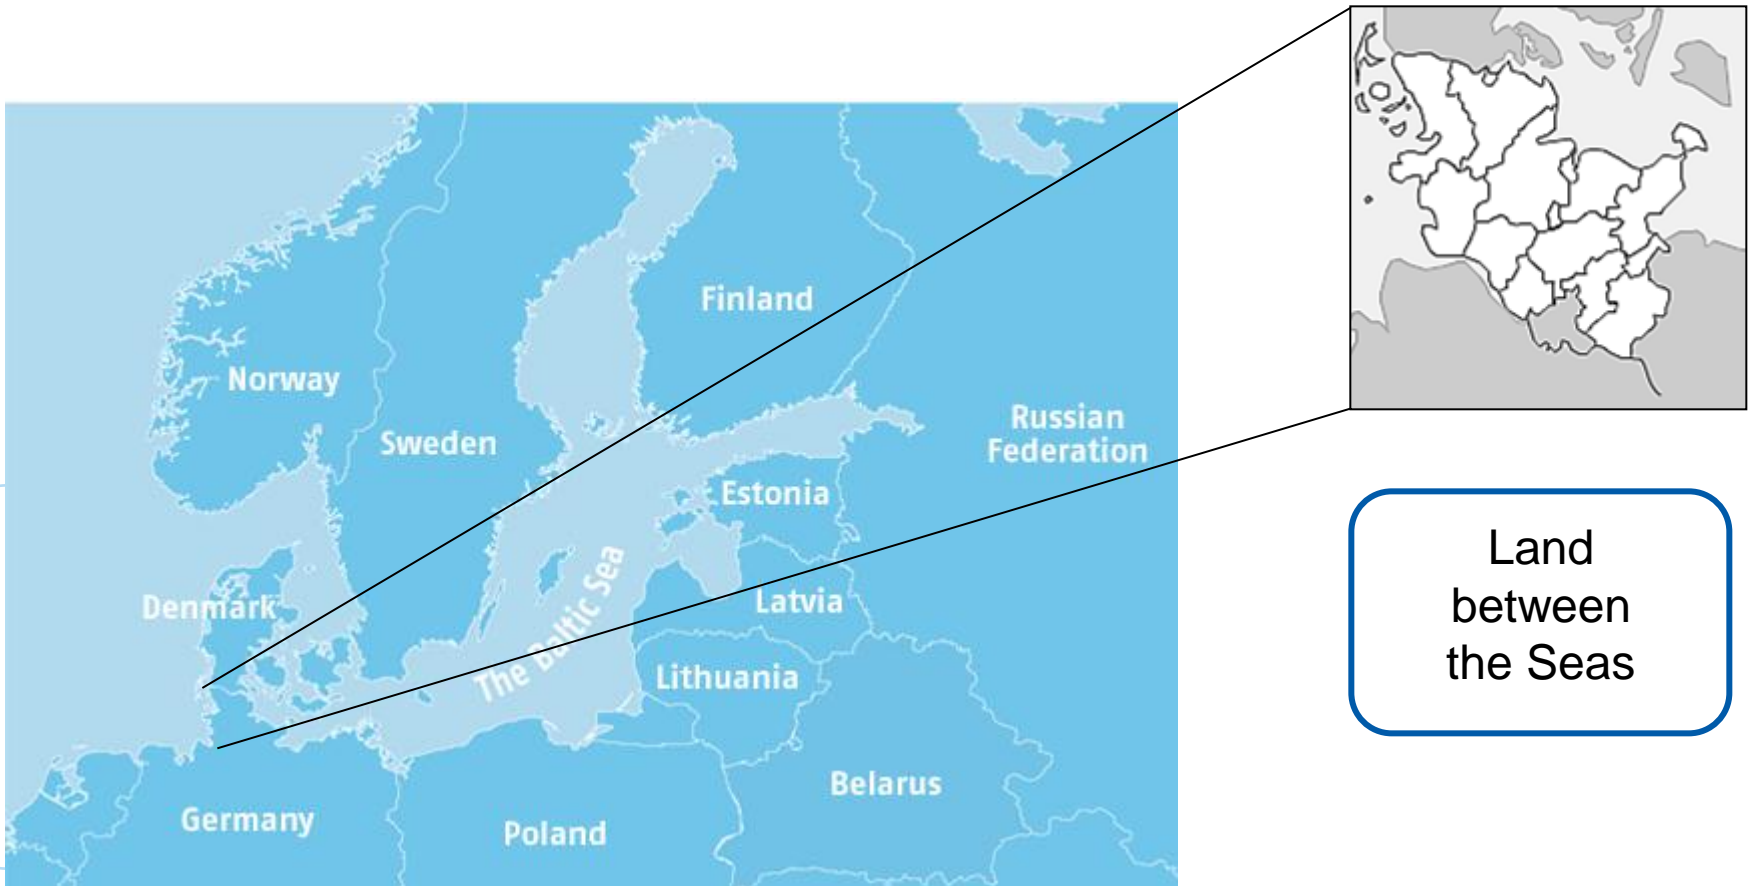 Finland
Norway
Russian
Federation
Sweden
Estonia
The Baltic Sea
Denmark
Latvia
Lithuania
Belarus
Germany
Poland
Land
between
the Seas